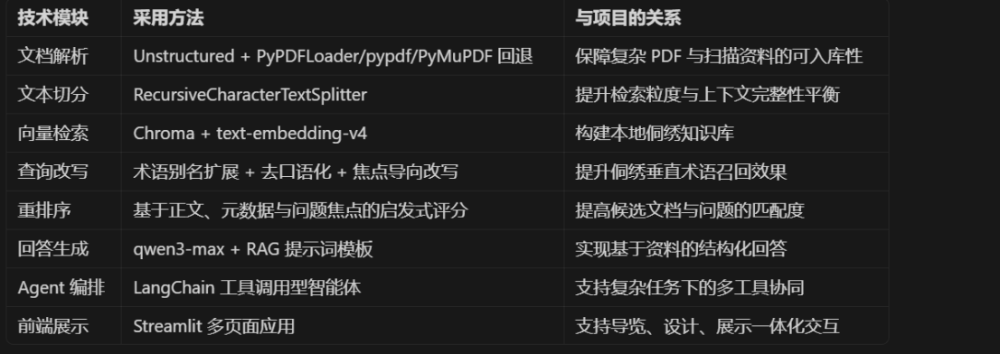 技术模块 采用方法 与项目的关系
文档解析 Unstructured + PyPDFLoader/pypdf/PyMuPDF 回退 保障复杂 PDF 与扫描资料的可入库性
文本切分 RecursiveCharacterTextSplitter 提升检索粒度与上下文完整性平衡
向量检索 Chroma + text-embedding-v4 构建本地侗绣知识库
查询改写 术语别名扩展 + 去口语化 + 焦点导向改写 提升侗绣垂直术语召回效果
重排序 基于正文、元数据与问题焦点的启发式评分 提高候选文档与问题的匹配度
回答生成 qwen3-max + RAG 提示词模板 实现基于资料的结构化回答
Agent 编排 LangChain 工具调用型智能体 支持复杂任务下的多工具协同
前端展示 Streamlit 多页面应用 支持导览、设计、展示一体化交互